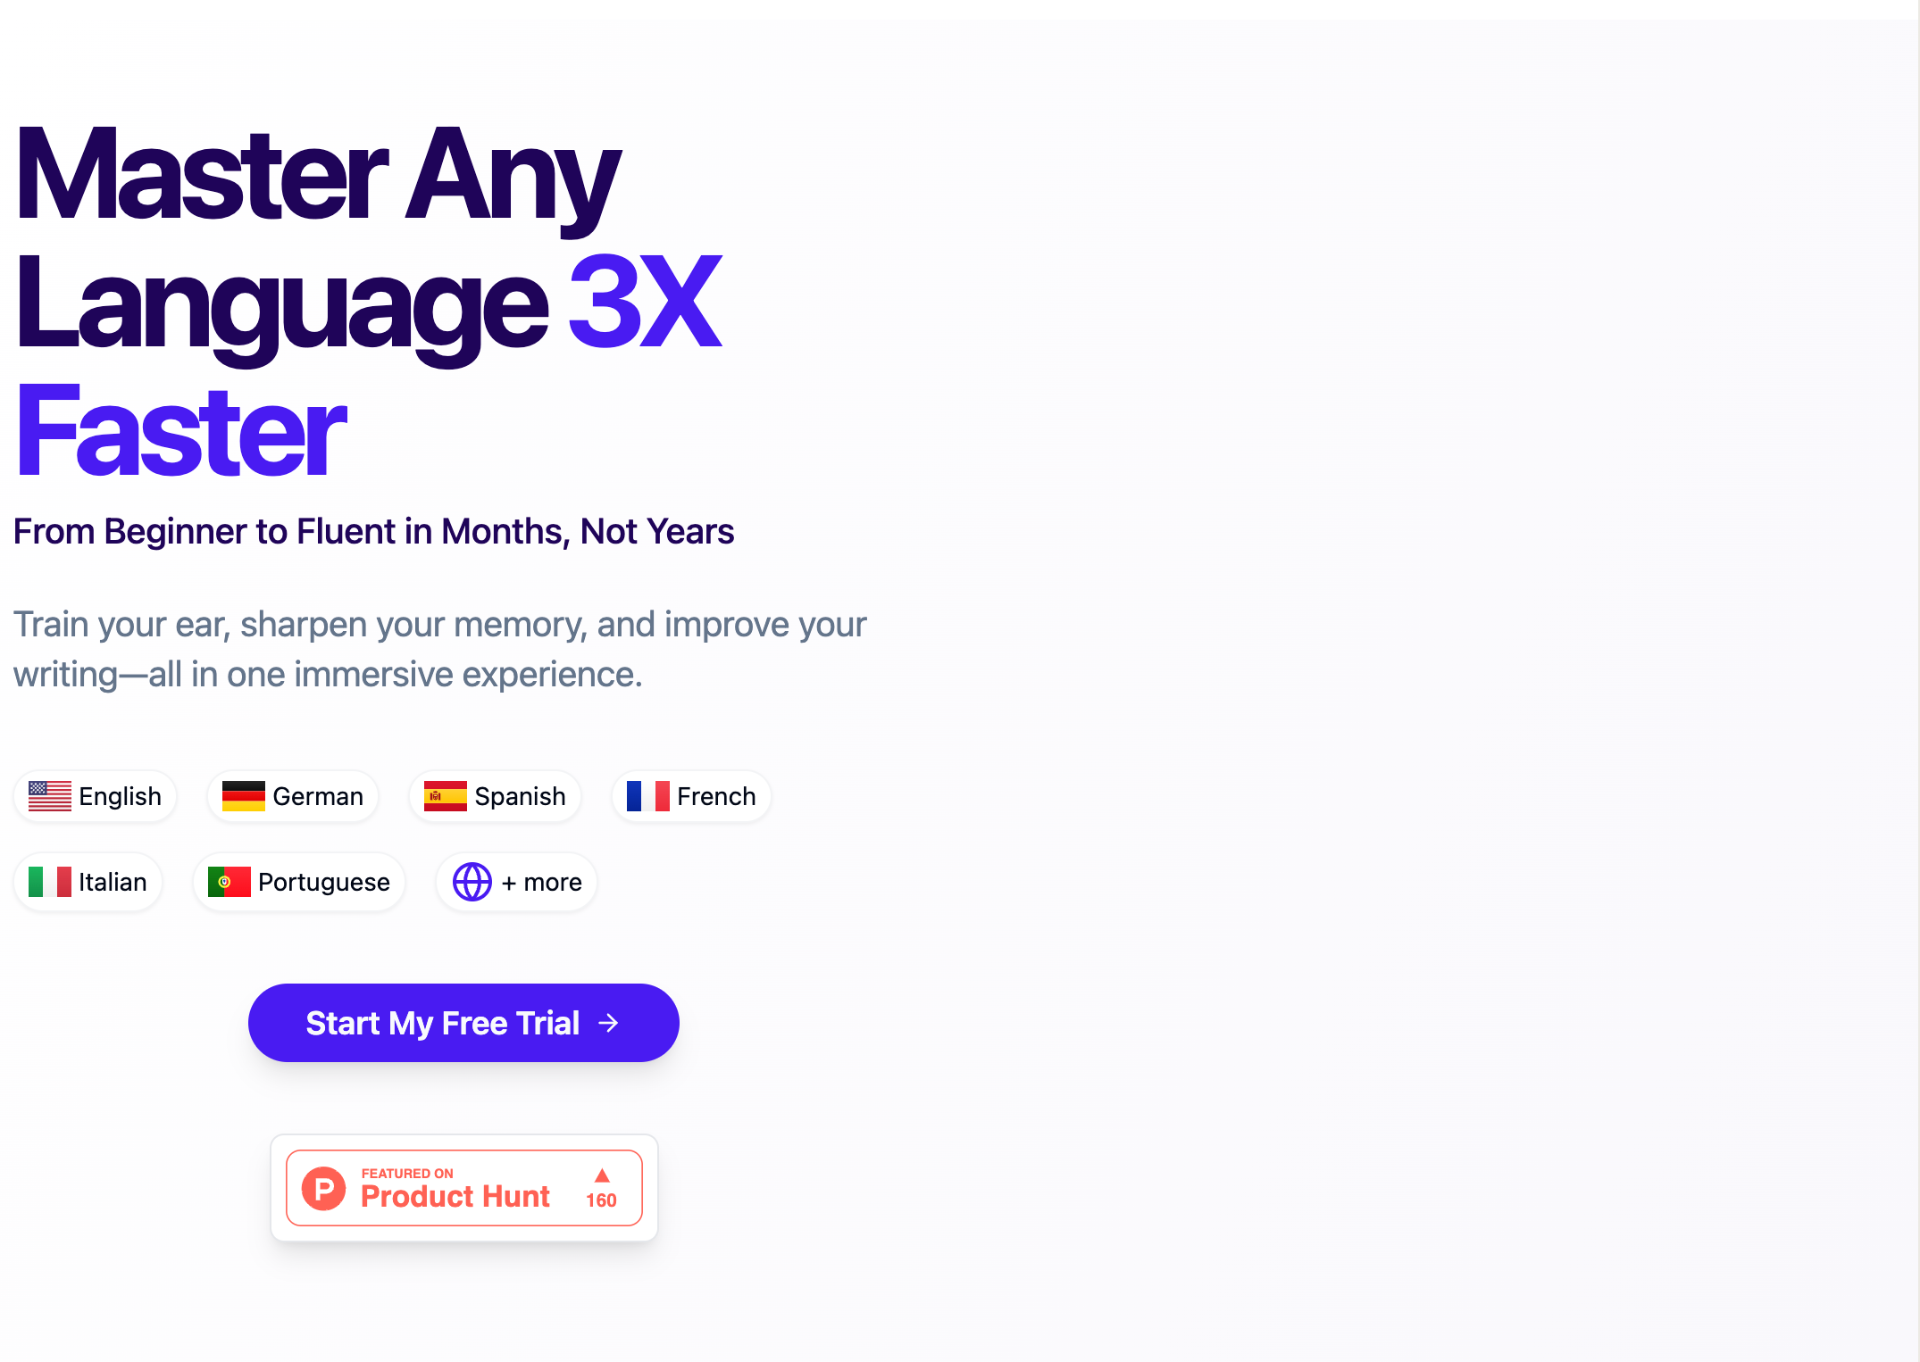 Master Any
Language 3X
Faster
From Beginner to Fluent in Months, Not Years
Train your ear, sharpen your memory, and improve your
writing—all in one immersive experience.
English German Spanish French
Italian Portuguese + more
Start My Free Trial →
P FEATURED ON
Product Hunt ▲ 160